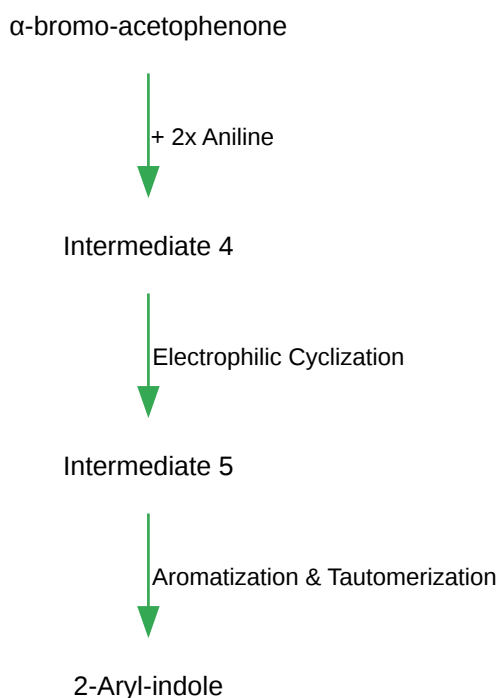 α-bromo-acetophenone
+ 2x Aniline
Intermediate 4
Electrophilic Cyclization
Intermediate 5
Aromatization & Tautomerization
2-Aryl-indole